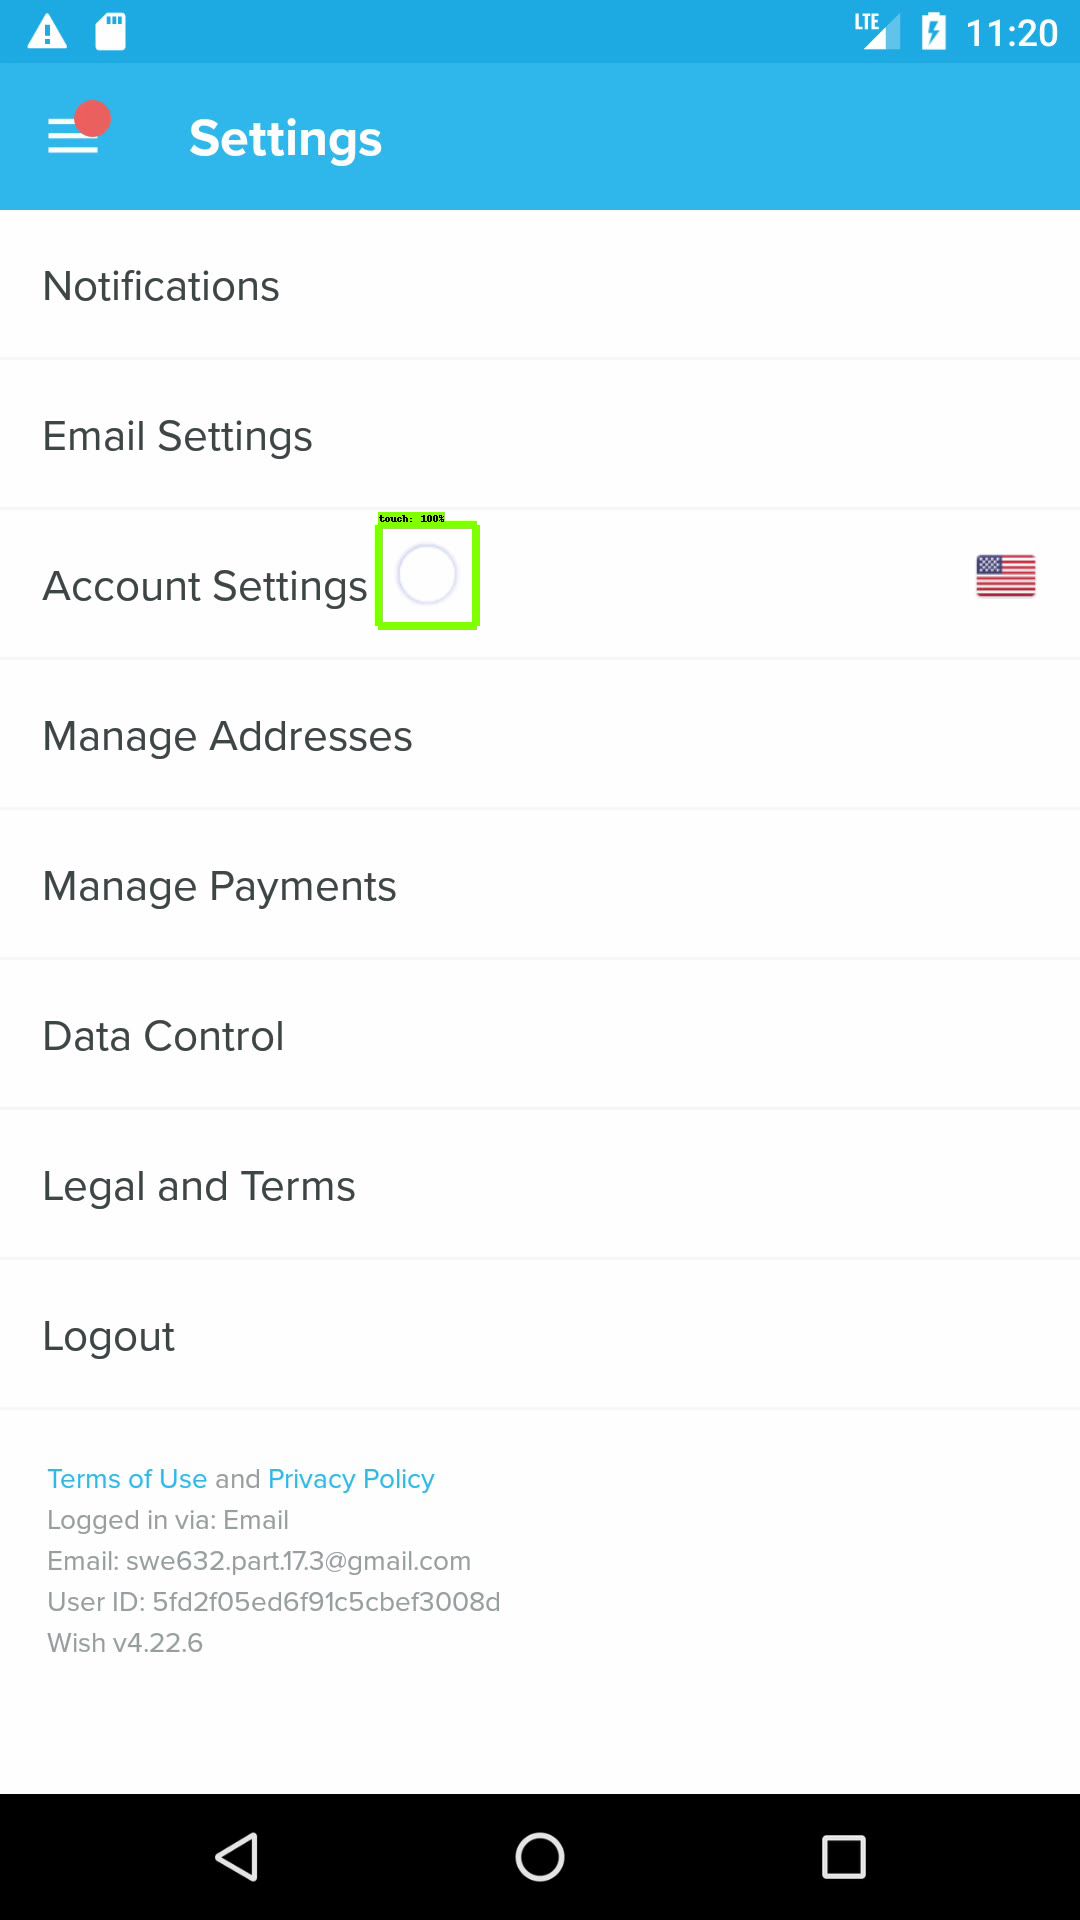 LTE 11:20
Settings
Notifications
Email Settings
touch: 100%
Account Settings
Manage Addresses
Manage Payments
Data Control
Legal and Terms
Logout
Terms of Use and Privacy Policy
Logged in via: Email
Email: swe632.part.17.3@gmail.com
User ID: 5fd2f05ed6f91c5cbef3008d
Wish v4.22.6